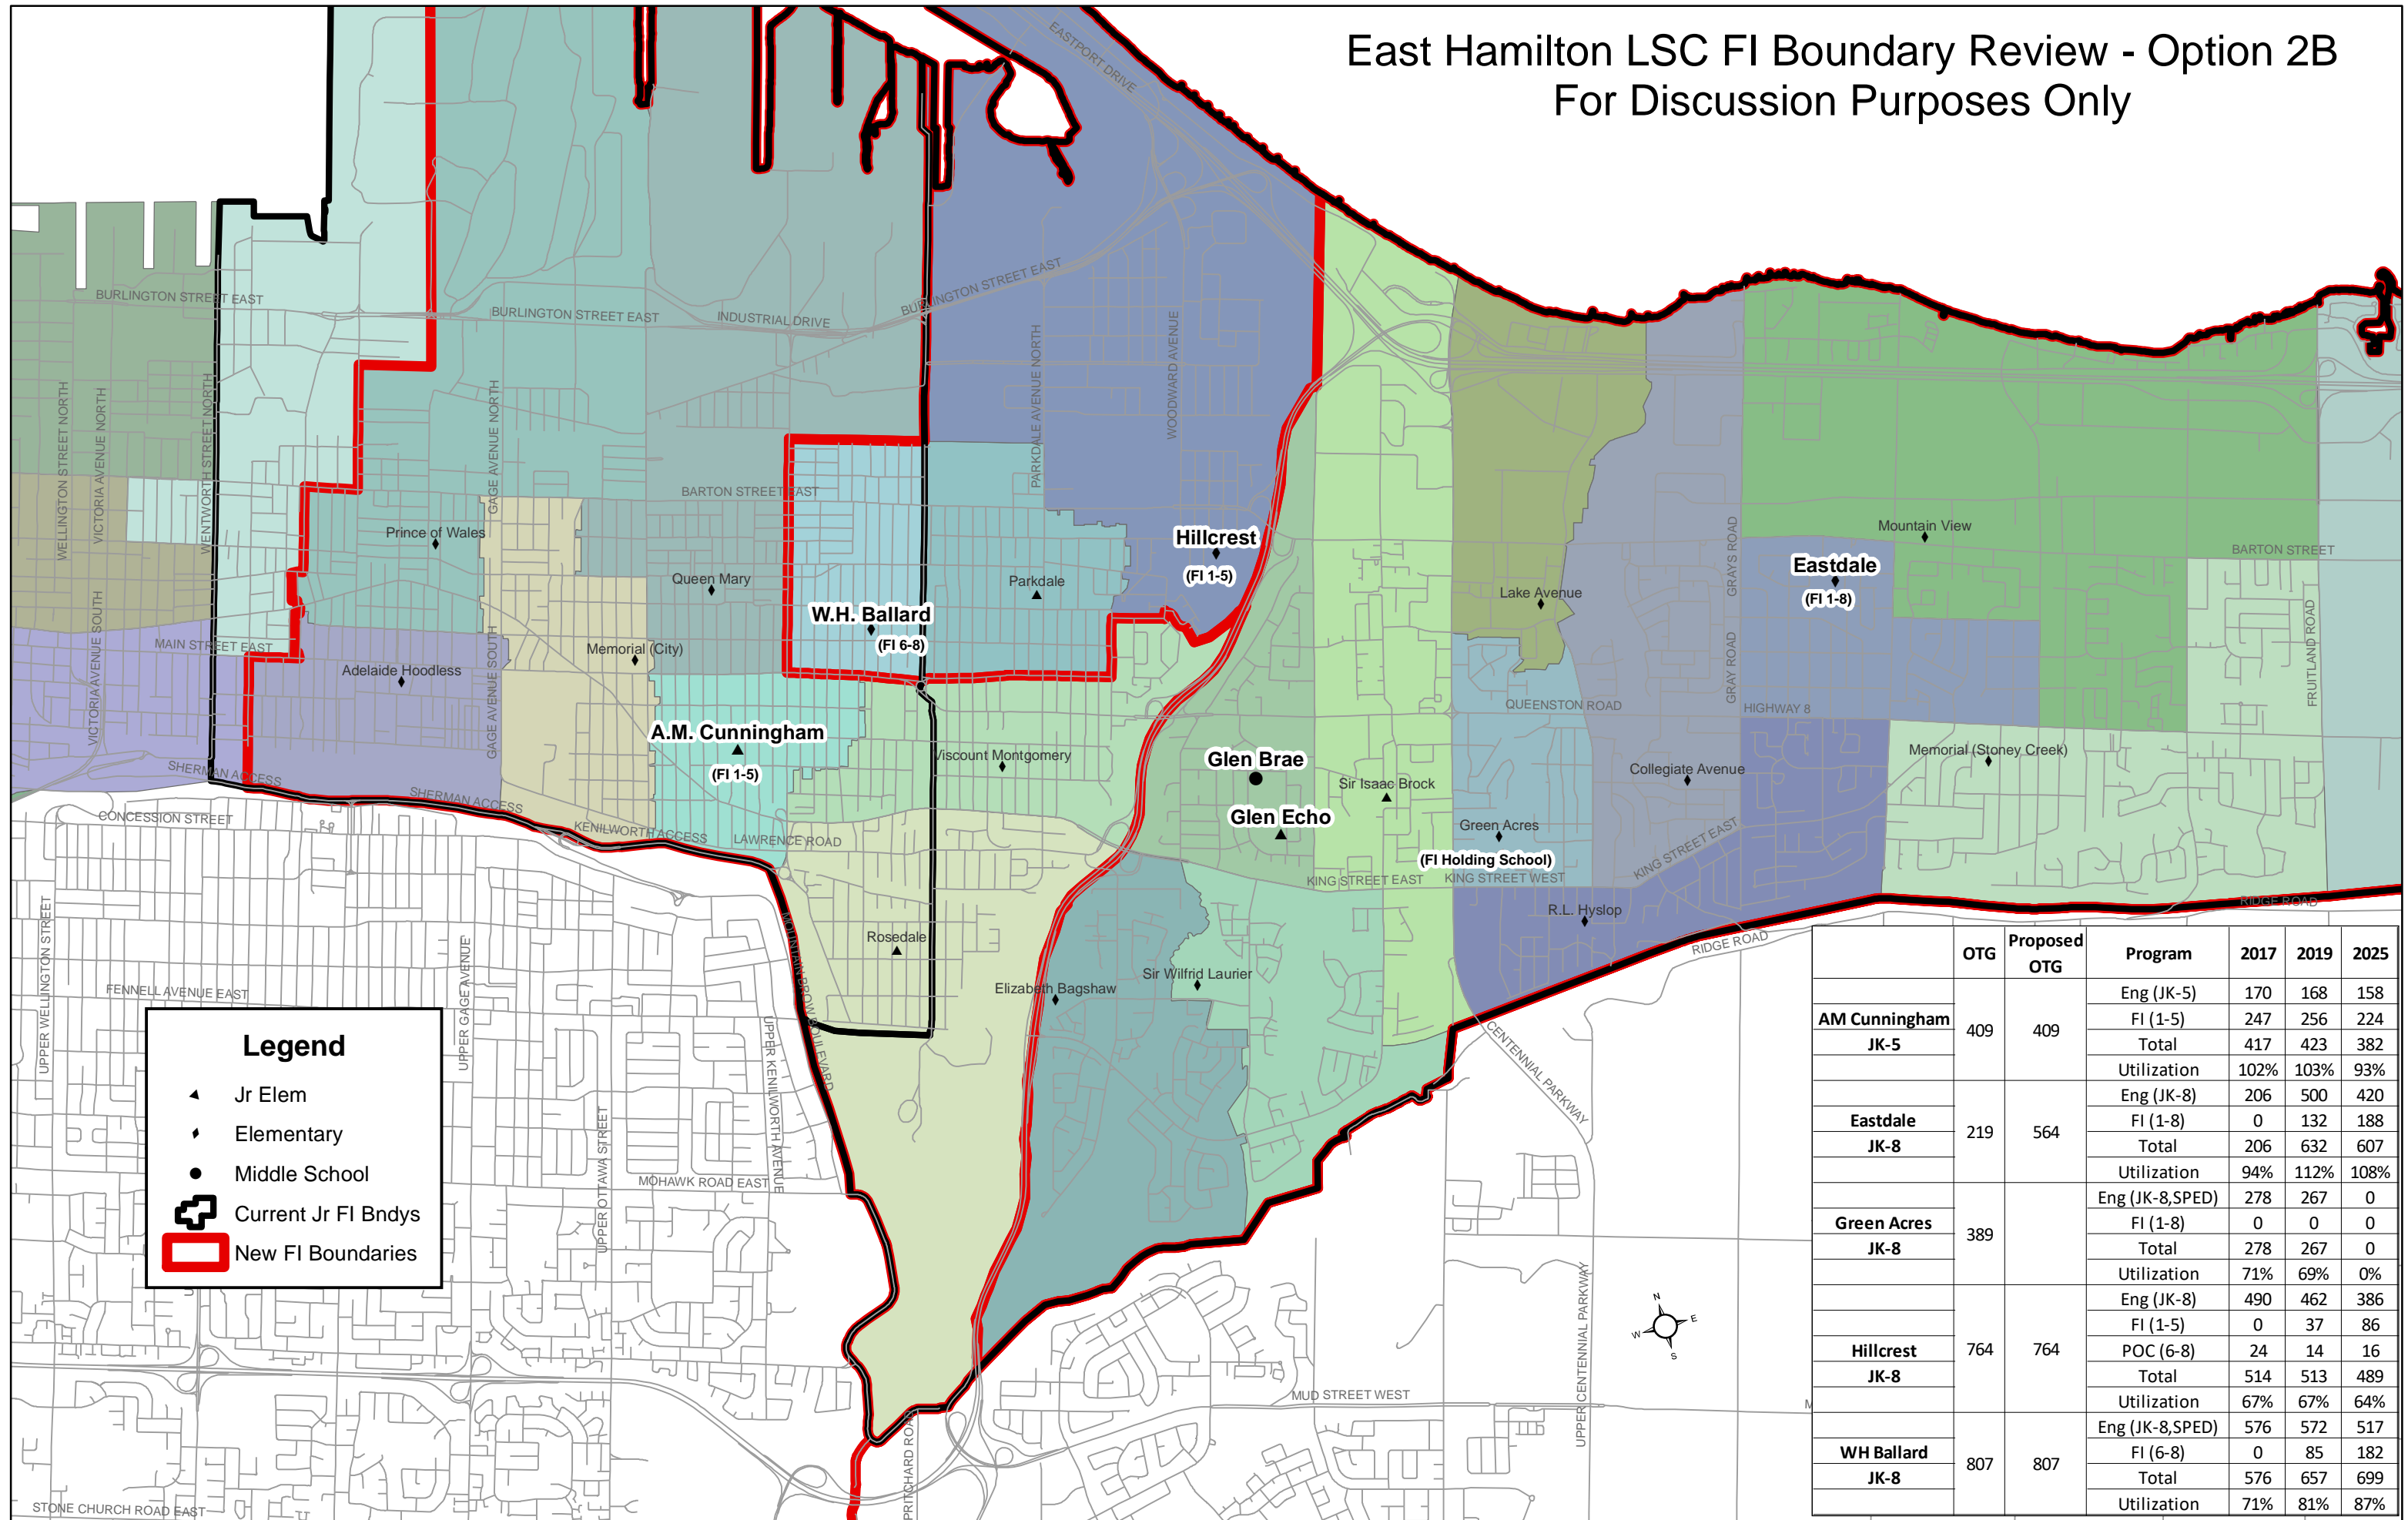 East Hamilton LSC FI Boundary Review - Option 2B
For Discussion Purposes Only
EASTPORT DRIVE
BURLINGTON STREET EAST
BURLINGTON STREET EAST
INDUSTRIAL DRIVE
BURLINGTON STREET EAST
WELLINGTON STREET NORTH
VICTORIA AVENUE NORTH
WENTWORTH STREET NORTH
GAGE AVENUE NORTH
PARKDALE AVENUE NORTH
WOODWARD AVENUE
BARTON STREET EAST
Prince of Wales
Queen Mary
Parkdale
Hillcrest
(FI 1-5)
W.H. Ballard
(FI 6-8)
Lake Avenue
GRAYS ROAD
Mountain View
Eastdale
(FI 1-8)
BARTON STREET
FRUITLAND ROAD
MAIN STREET EAST
VICTORIA AVENUE SOUTH
Adelaide Hoodless
GAGE AVENUE SOUTH
Memorial (City)
A.M. Cunningham
(FI 1-5)
Viscount Montgomery
Glen Brae
Glen Echo
Sir Isaac Brock
QUEENSTON ROAD
GRAY ROAD
HIGHWAY 8
Collegiate Avenue
Memorial (Stoney Creek)
Green Acres
(FI Holding School)
SHERMAN ACCESS
SHERMAN ACCESS
CONCESSION STREET
KENILWORTH ACCESS
LAWRENCE ROAD
KING STREET EAST
KING STREET WEST
KING STREET EAST
R.L. Hyslop
RIDGE ROAD
RIDGE ROAD
Rosedale
Elizabeth Bagshaw
Sir Wilfrid Laurier
UPPER WELLINGTON STREET
FENNELL AVENUE EAST
UPPER GAGE AVENUE
UPPER OTTAWA STREET
UPPER KENILWORTH AVENUE
MOUNTAIN BROW BOULEVARD
MOHAWK ROAD EAST
CENTENNIAL PARKWAY
UPPER CENTENNIAL PARKWAY
MUD STREET WEST
M
PRITCHARD ROAD
STONE CHURCH ROAD EAST
N
W E
S
Legend
Jr Elem
Elementary
Middle School
Current Jr FI Bndys
New FI Boundaries
OTG Proposed OTG Program 2017 2019 2025
Eng (JK-5) 170 168 158
AM Cunningham 409 409 FI (1-5) 247 256 224
JK-5 Total 417 423 382
Utilization 102% 103% 93%
Eng (JK-8) 206 500 420
Eastdale 219 564 FI (1-8) 0 132 188
JK-8 Total 206 632 607
Utilization 94% 112% 108%
Eng (JK-8,SPED) 278 267 0
Green Acres 389 FI (1-8) 0 0 0
JK-8 Total 278 267 0
Utilization 71% 69% 0%
Eng (JK-8) 490 462 386
FI (1-5) 0 37 86
Hillcrest 764 764 POC (6-8) 24 14 16
JK-8 Total 514 513 489
Utilization 67% 67% 64%
Eng (JK-8,SPED) 576 572 517
WH Ballard 807 807 FI (6-8) 0 85 182
JK-8 Total 576 657 699
Utilization 71% 81% 87%